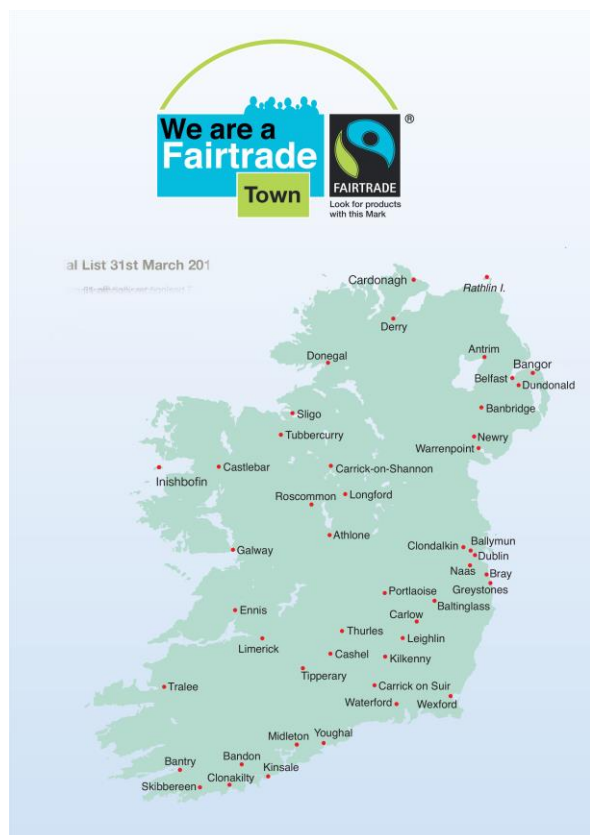 We are a
Fairtrade
Town
®
FAIRTRADE
Look for products
with this Mark
al List 31st March 201
Cardonagh
Rathlin I.
Derry
Antrim
Donegal
Bangor
Belfast
Dundonald
Banbridge
Sligo
Tubbercurry
Newry
Warrenpoint
Castlebar
Carrick-on-Shannon
Inishbofin
Longford
Roscommon
Athlone
Ballymun
Clondalkin
Dublin
Galway
Naas
Bray
Greystones
Portlaoise
Baltinglass
Ennis
Carlow
Thurles
Leighlin
Limerick
Cashel
Kilkenny
Tipperary
Tralee
Carrick on Suir
Waterford
Wexford
Midleton
Youghal
Bandon
Bantry
Kinsale
Clonakilty
Skibbereen